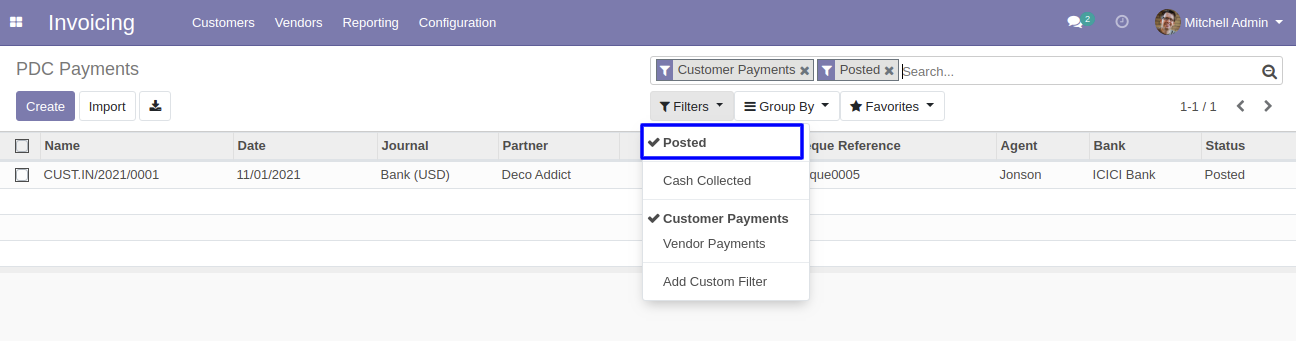 Invoicing Customers Vendors Reporting Configuration 2 Mitchell Admin
PDC Payments Customer Payments Posted Search...
Create Import Filters Group By Favorites 1-1 / 1
Name Date Journal Partner que Reference Agent Bank Status
CUST.IN/2021/0001 11/01/2021 Bank (USD) Deco Addict que0005 Jonson ICICI Bank Posted
Posted
Cash Collected
Customer Payments
Vendor Payments
Add Custom Filter